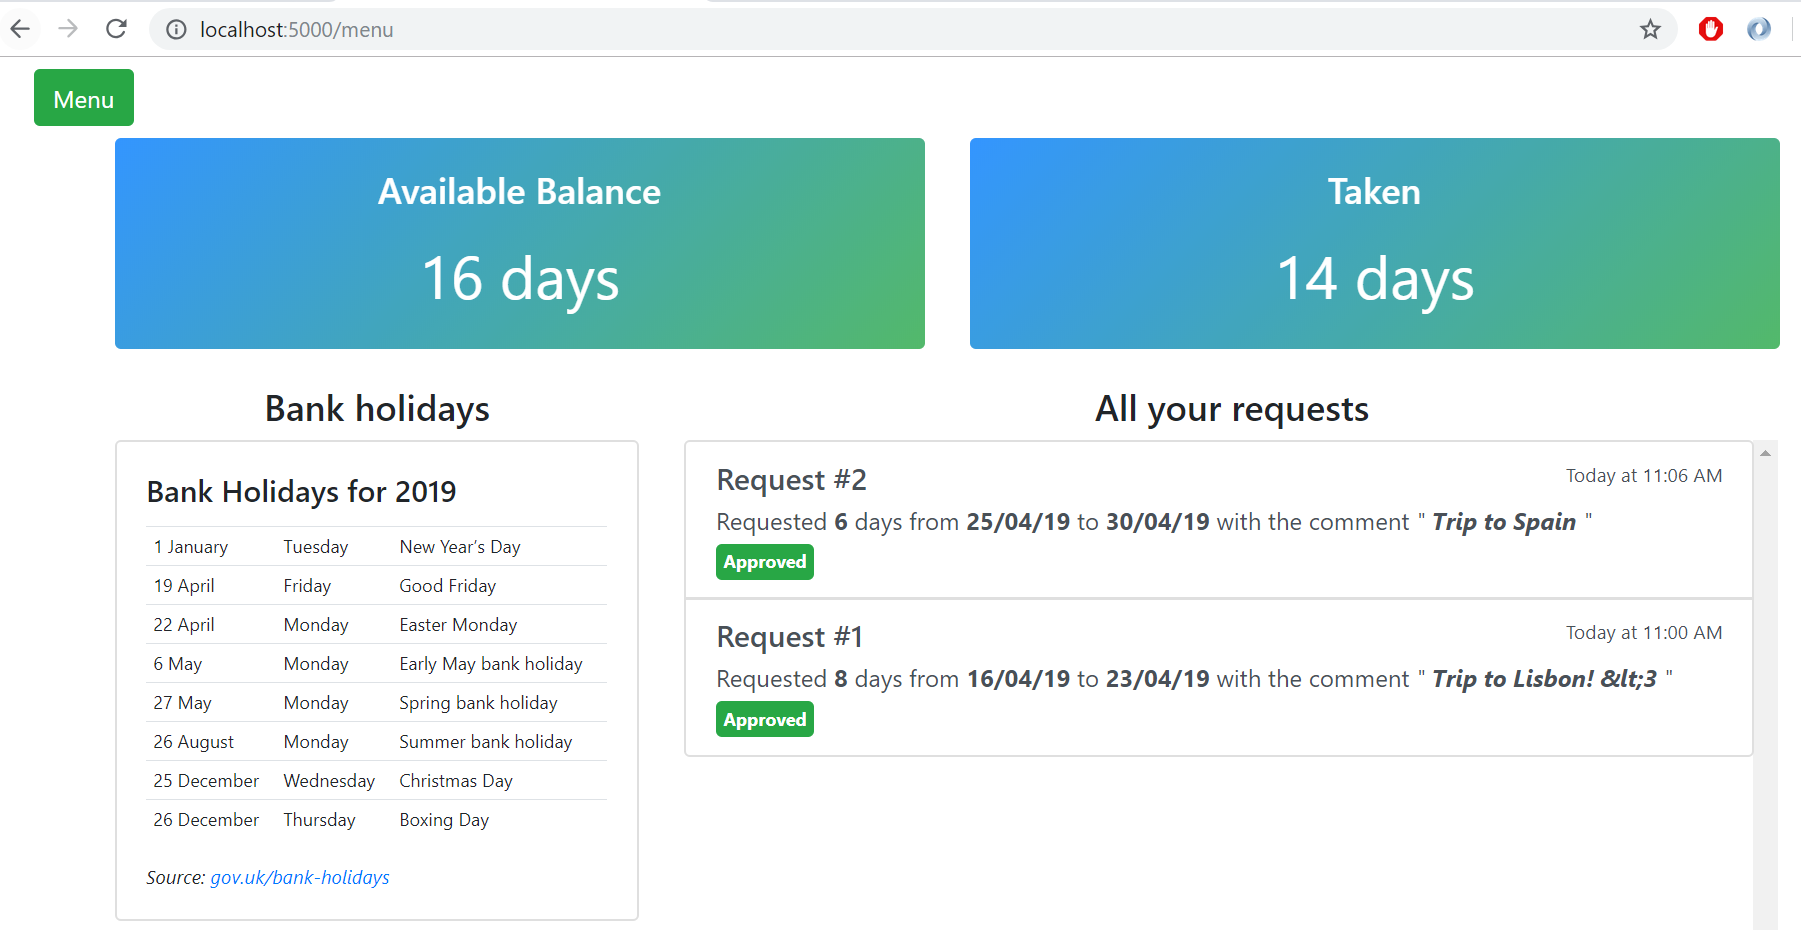 localhost:5000/menu
Menu
Available Balance
16 days
Taken
14 days
Bank holidays
Bank Holidays for 2019
1 January Tuesday New Year’s Day
19 April Friday Good Friday
22 April Monday Easter Monday
6 May Monday Early May bank holiday
27 May Monday Spring bank holiday
26 August Monday Summer bank holiday
25 December Wednesday Christmas Day
26 December Thursday Boxing Day
Source: gov.uk/bank-holidays
All your requests
Request #2 Today at 11:06 AM
Requested 6 days from 25/04/19 to 30/04/19 with the comment " Trip to Spain "
Approved
Request #1 Today at 11:00 AM
Requested 8 days from 16/04/19 to 23/04/19 with the comment " Trip to Lisbon! &lt;3 "
Approved